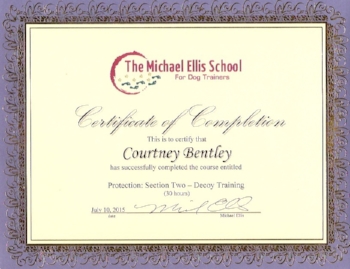 The Michael Ellis School
For Dog Trainers
Certificate of Completion
This is to certify that
Courtney Bentley
has successfully completed the course entitled
Protection: Section Two – Decoy Training
(30 hours)
July 10, 2015
Date Michael Ellis